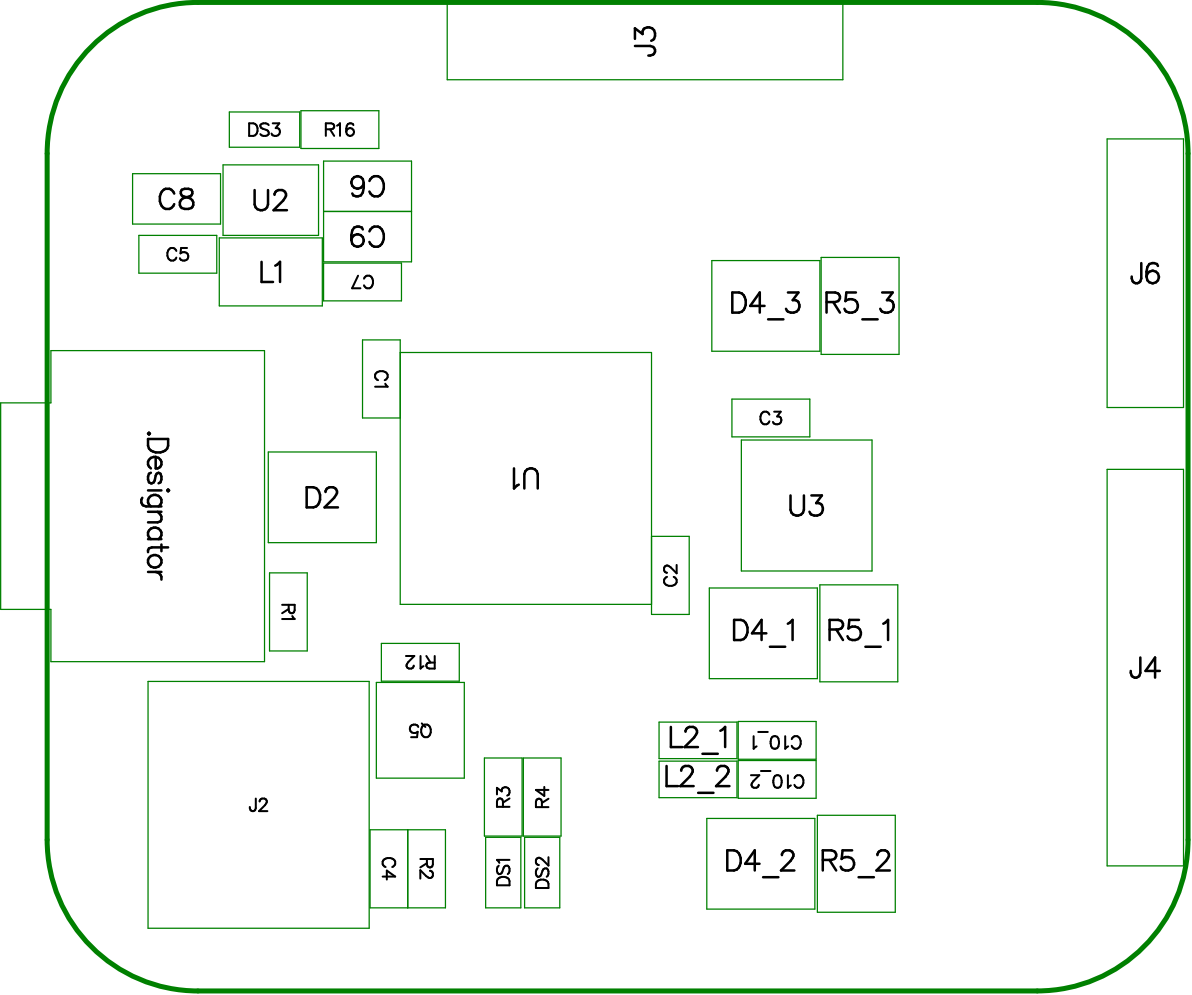 J3
DS3
R16
C8
U2
C6
C9
C5
L1
C7
J6
D4_3
R5_3
C1
C3
.Designator
D2
U1
U3
C2
R1
D4_1
R5_1
R12
J4
Q5
L2_1
C10_1
L2_2
C10_2
J2
R3
R4
C4
R2
DS1
DS2
D4_2
R5_2